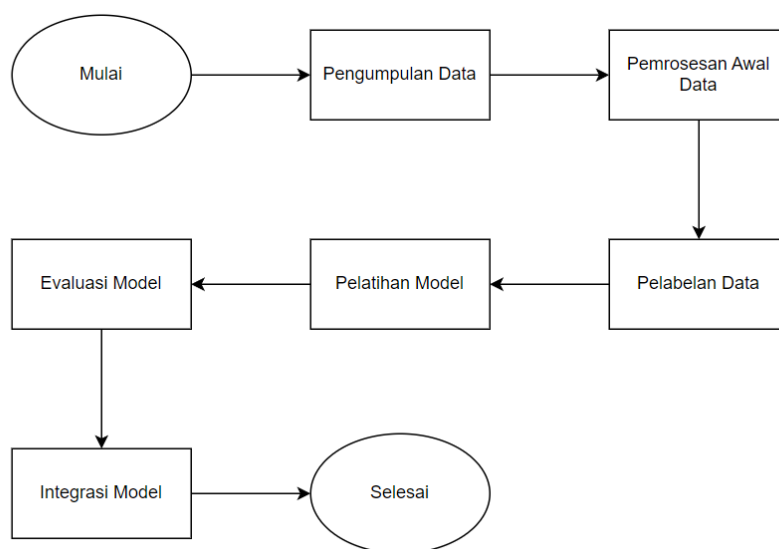 Mulai
Pengumpulan Data
Pemrosesan Awal
Data
Pelabelan Data
Pelatihan Model
Evaluasi Model
Integrasi Model
Selesai